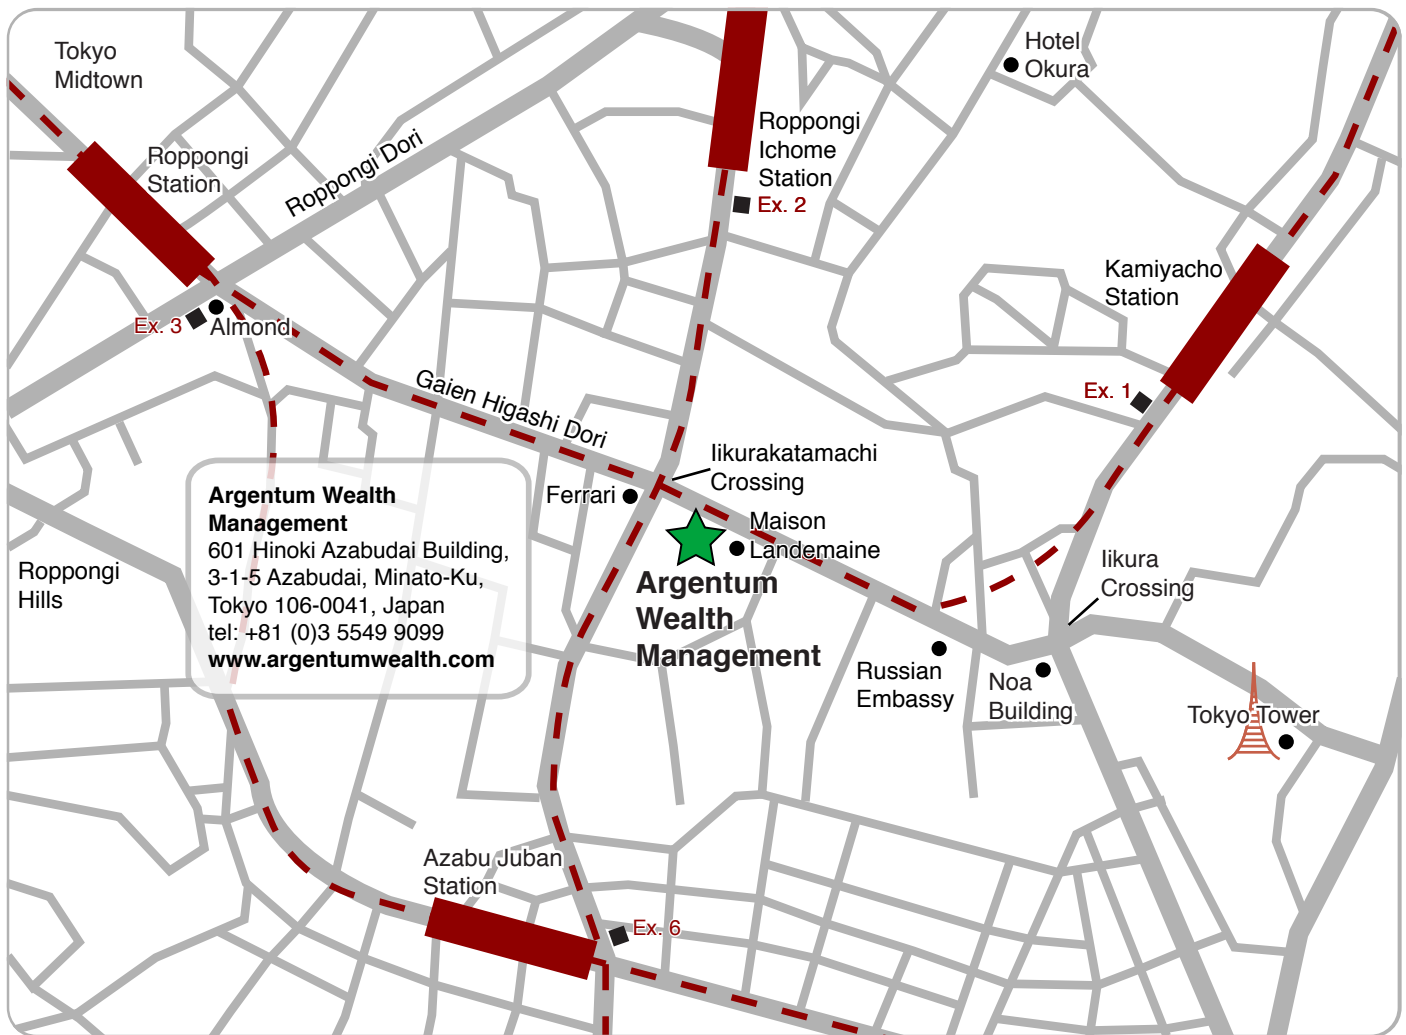 Tokyo
Midtown
Hotel
Okura
Roppongi
Station
Roppongi Dori
Roppongi
Ichome
Station
Ex. 2
Kamiyacho
Station
Ex. 3
Almond
Ex. 1
Gaien Higashi Dori
Iikurakatamachi
Crossing
Ferrari
Maison
Landemaine
Argentum
Wealth
Management
Argentum Wealth
Management
601 Hinoki Azabudai Building,
3-1-5 Azabudai, Minato-Ku,
Tokyo 106-0041, Japan
tel: +81 (0)3 5549 9099
www.argentumwealth.com
Roppongi
Hills
Iikura
Crossing
Russian
Embassy
Noa
Building
Tokyo Tower
Azabu Juban
Station
Ex. 6